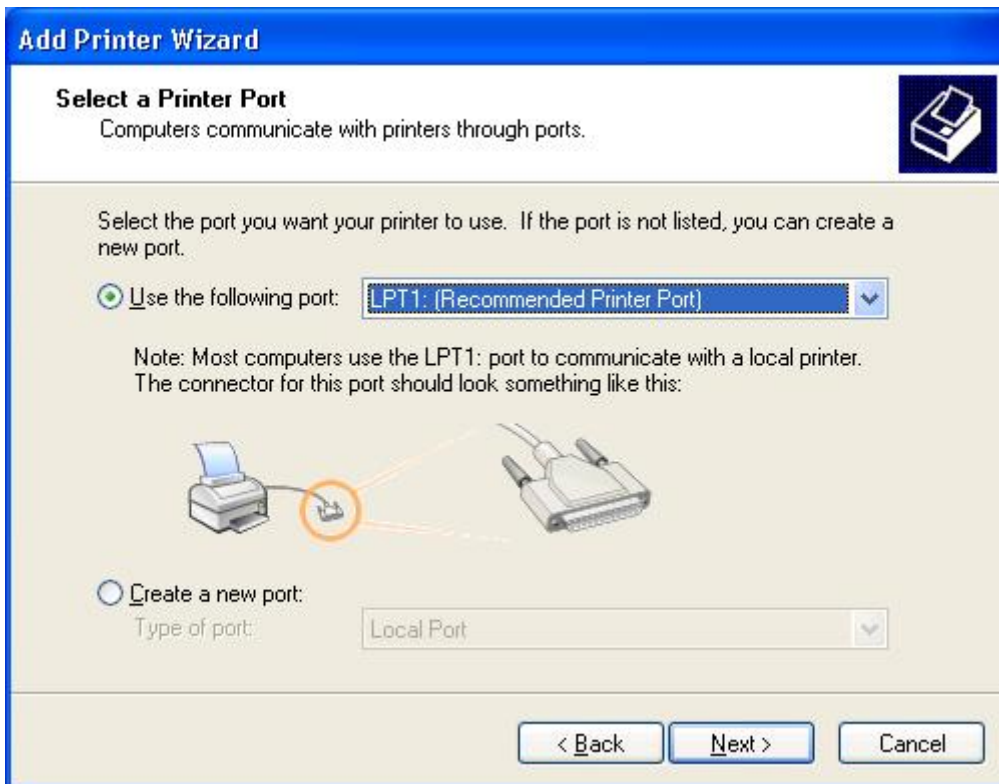 Add Printer Wizard
Select a Printer Port
Computers communicate with printers through ports.
Select the port you want your printer to use.  If the port is not listed, you can create a
new port.
Use the following port: LPT1: (Recommended Printer Port)
Note: Most computers use the LPT1: port to communicate with a local printer.
The connector for this port should look something like this:
Create a new port:
Type of port: Local Port
< Back Next > Cancel